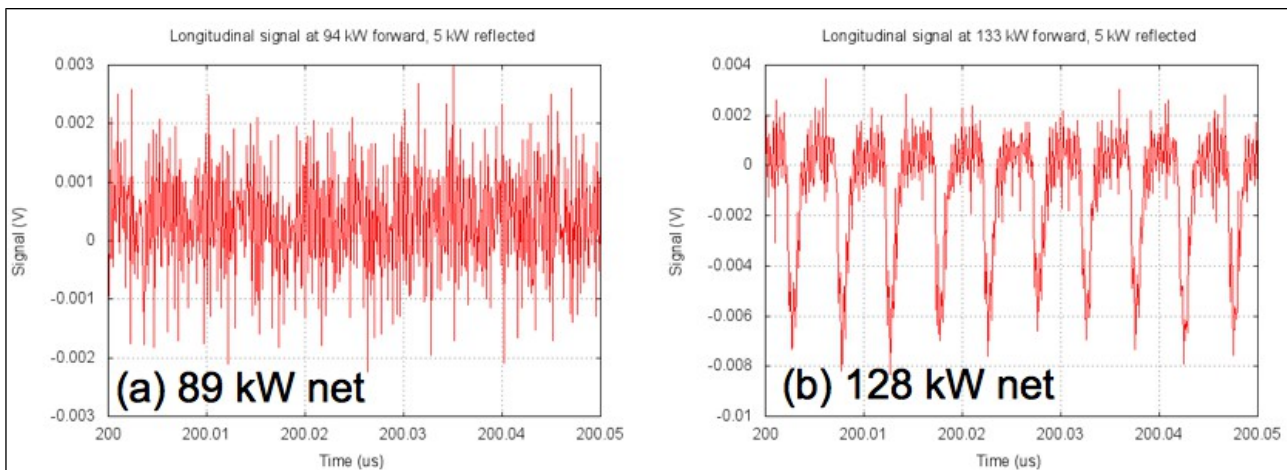 Longitudinal signal at 94 kW forward, 5 kW reflected
0.003
0.002
0.001
0
-0.001
-0.002
-0.003
Signal (V)
(a) 89 kW net
200 200.01 200.02 200.03 200.04 200.05
Time (us)
Longitudinal signal at 133 kW forward, 5 kW reflected
0.004
0.002
0
-0.002
-0.004
-0.006
-0.008
-0.01
Signal (V)
(b) 128 kW net
200 200.01 200.02 200.03 200.04 200.05
Time (us)